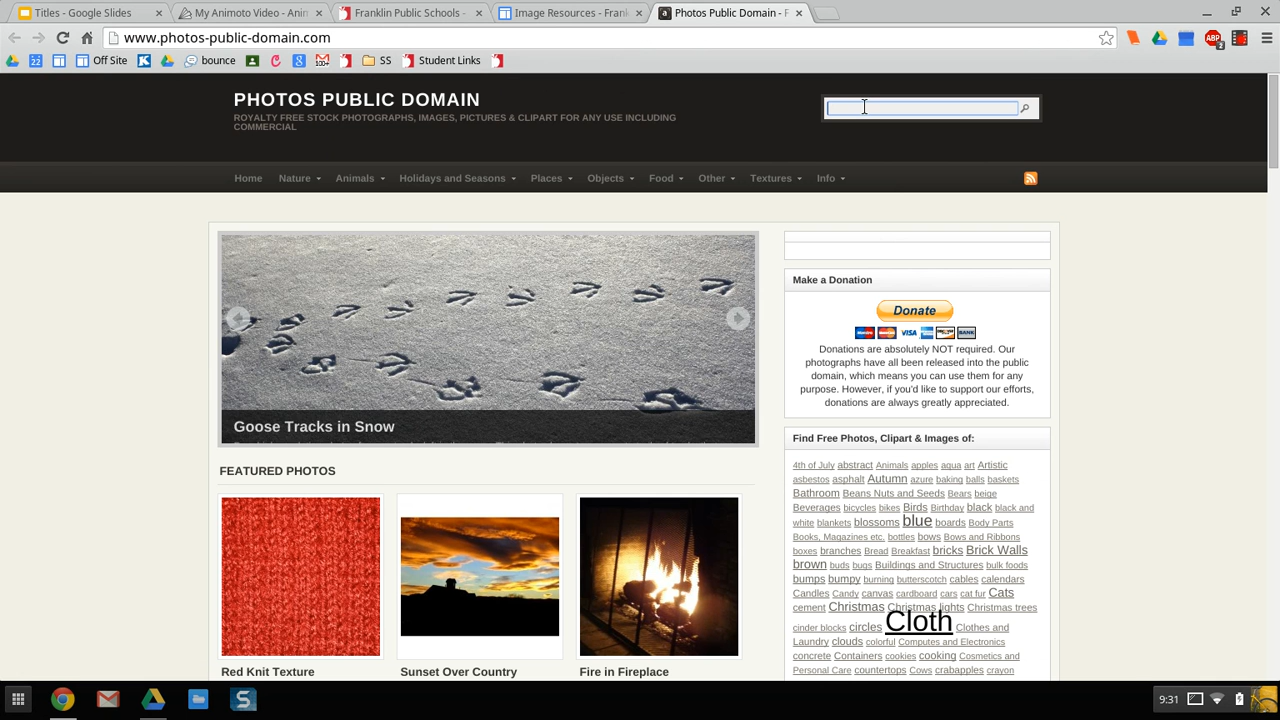 Titles - Google Slides
My Animoto Video - Ani
Franklin Public Schools -
Image Resources - Frank
Photos Public Domain - F
www.photos-public-domain.com
2
22
Off Site
K
bounce
8
100+
SS
Student Links
PHOTOS PUBLIC DOMAIN
ROYALTY FREE STOCK PHOTOGRAPHS, IMAGES, PICTURES & CLIPART FOR ANY USE INCLUDING
COMMERCIAL
Home Nature Animals Holidays and Seasons Places Objects Food Other Textures Info
Goose Tracks in Snow
FEATURED PHOTOS
Red Knit Texture
Sunset Over Country
Fire in Fireplace
Make a Donation
Donate
VISA
BANK
Donations are absolutely NOT required. Our
photographs have all been released into the public
domain, which means you can use them for any
purpose. However, if you'd like to support our efforts,
donations are always greatly appreciated.
Find Free Photos, Clipart & Images of:
4th of July abstract Animals apples aqua art Artistic
asbestos asphalt Autumn azure baking balls baskets
Bathroom Beans Nuts and Seeds Bears beige
Beverages bicycles bikes Birds Birthday black black and
white blankets blossoms blue boards Body Parts
Books, Magazines etc. bottles bows Bows and Ribbons
boxes branches Bread Breakfast bricks Brick Walls
brown buds bugs Buildings and Structures bulk foods
bumps bumpy burning butterscotch cables calendars
Candles Candy canvas cardboard cars cat fur Cats
cement Christmas Christmas lights Christmas trees
cinder blocks circles Cloth Clothes and
Laundry clouds colorful Computers and Electronics
concrete Containers cookies cooking Cosmetics and
Personal Care countertops Cows crabapples crayon
9:31